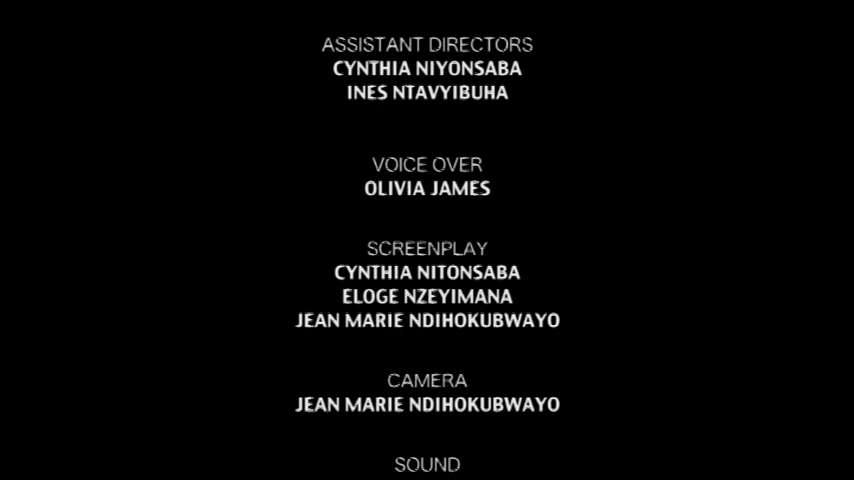 ASSISTANT DIRECTORS
CYNTHIA NIYONSABA
INES NTAVYIBUHA
VOICE OVER
OLIVIA JAMES
SCREENPLAY
CYNTHIA NITONSABA
ELOGE NZEYIMANA
JEAN MARIE NDIHOKUBWAYO
CAMERA
JEAN MARIE NDIHOKUBWAYO
SOUND